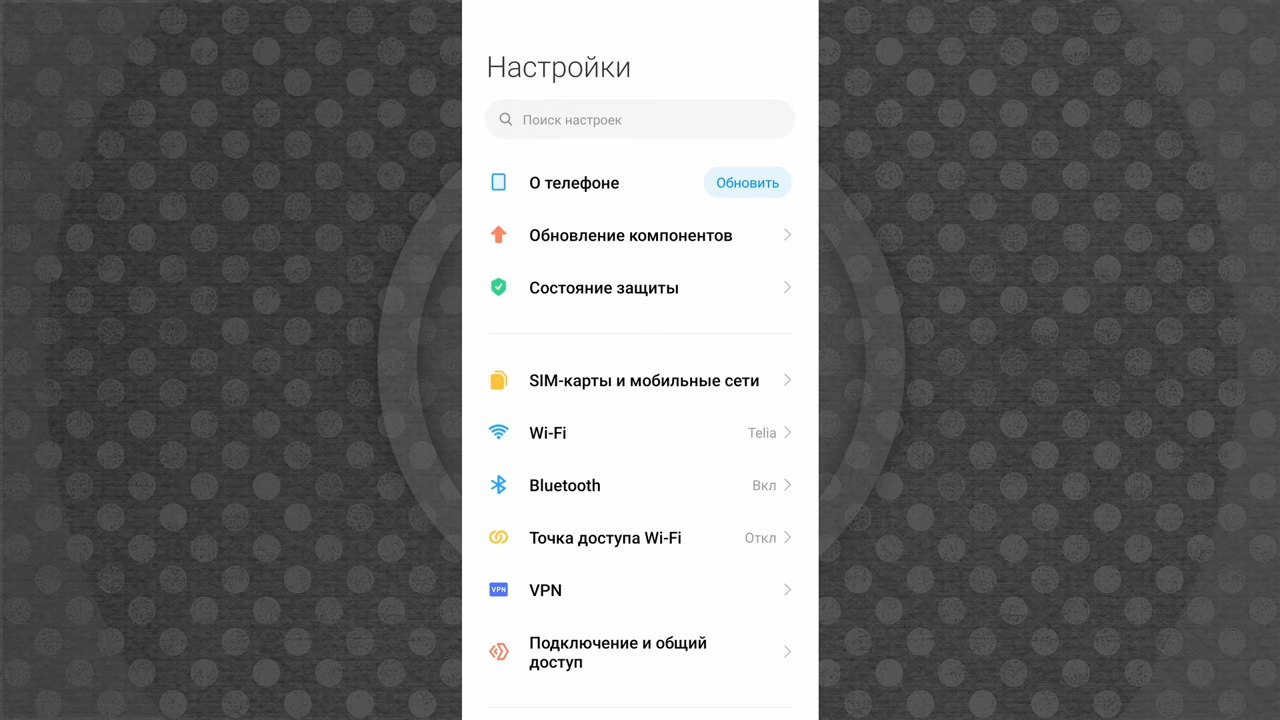 Настройки
Поиск настроек
О телефоне
Обновить
Обновление компонентов
Состояние защиты
SIM-карты и мобильные сети
Wi-Fi
Telia
Bluetooth
Вкл
Точка доступа Wi-Fi
Откл
VPN
VPN
Подключение и общий
доступ